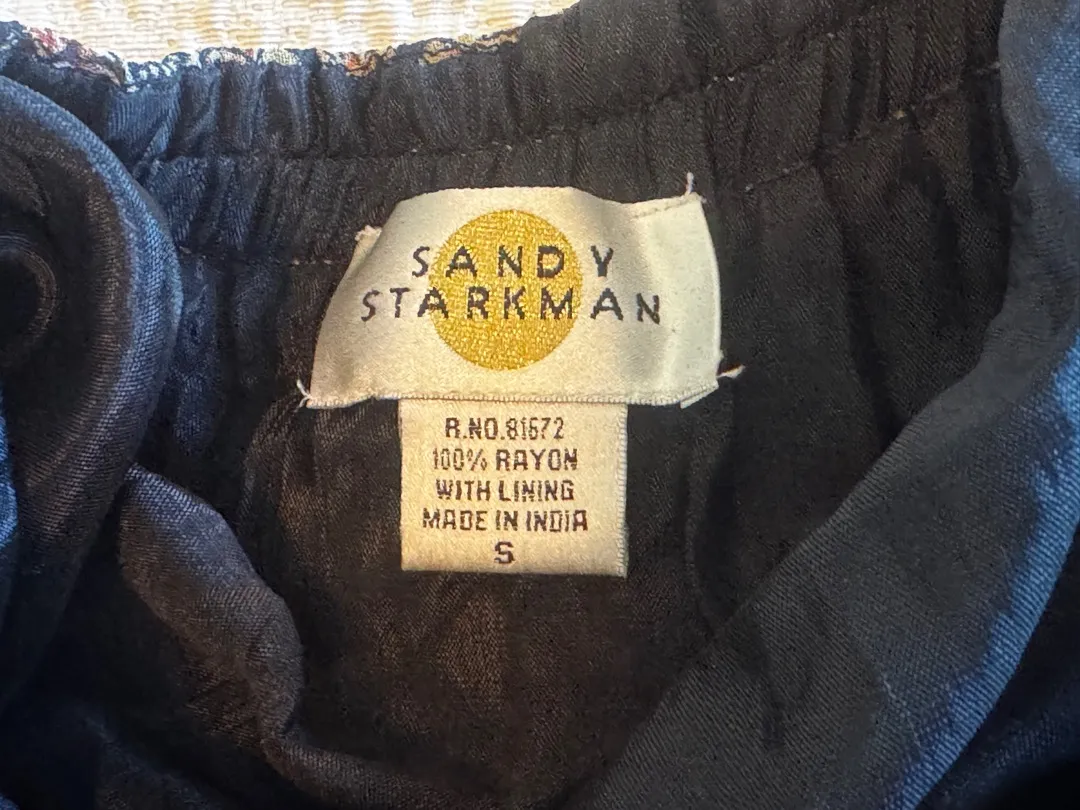 SANDY
STARKMAN
R.NO.81672
100% RAYON
WITH LINING
MADE IN INDIA
S